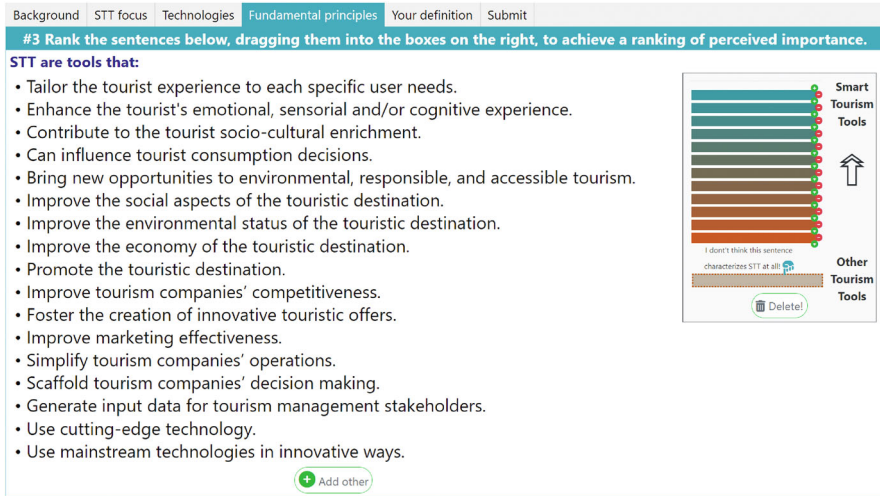 Background STT focus Technologies Fundamental principles Your definition Submit
#3 Rank the sentences below, dragging them into the boxes on the right, to achieve a ranking of perceived importance.
STT are tools that:
• Tailor the tourist experience to each specific user needs.
• Enhance the tourist's emotional, sensorial and/or cognitive experience.
• Contribute to the tourist socio-cultural enrichment.
• Can influence tourist consumption decisions.
• Bring new opportunities to environmental, responsible, and accessible tourism.
• Improve the social aspects of the touristic destination.
• Improve the environmental status of the touristic destination.
• Improve the economy of the touristic destination.
• Promote the touristic destination.
• Improve tourism companies’ competitiveness.
• Foster the creation of innovative touristic offers.
• Improve marketing effectiveness.
• Simplify tourism companies’ operations.
• Scaffold tourism companies’ decision making.
• Generate input data for tourism management stakeholders.
• Use cutting-edge technology.
• Use mainstream technologies in innovative ways.
Add other
Smart
Tourism
Tools
I don't think this sentence
characterizes STT at all!
Other
Tourism
Tools
Delete!